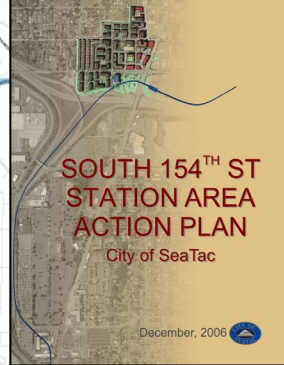 SOUTH 154TH ST
STATION AREA
ACTION PLAN
City of SeaTac
December, 2006